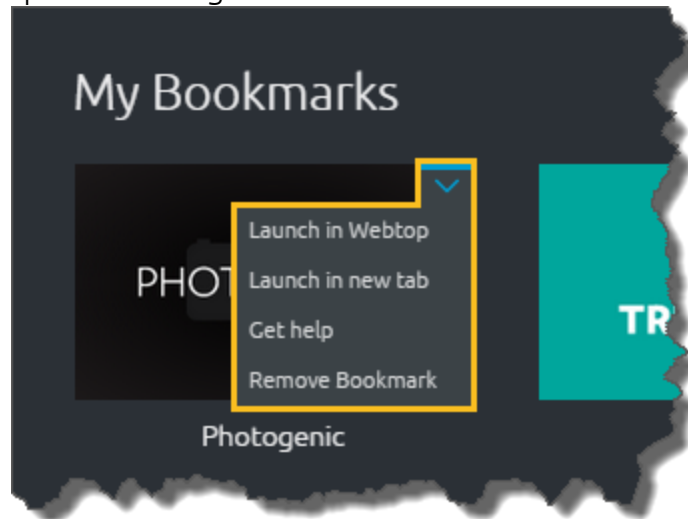 My Bookmarks
PHOT
Launch in Webtop
Launch in new tab
Get help
Remove Bookmark
TR
Photogenic